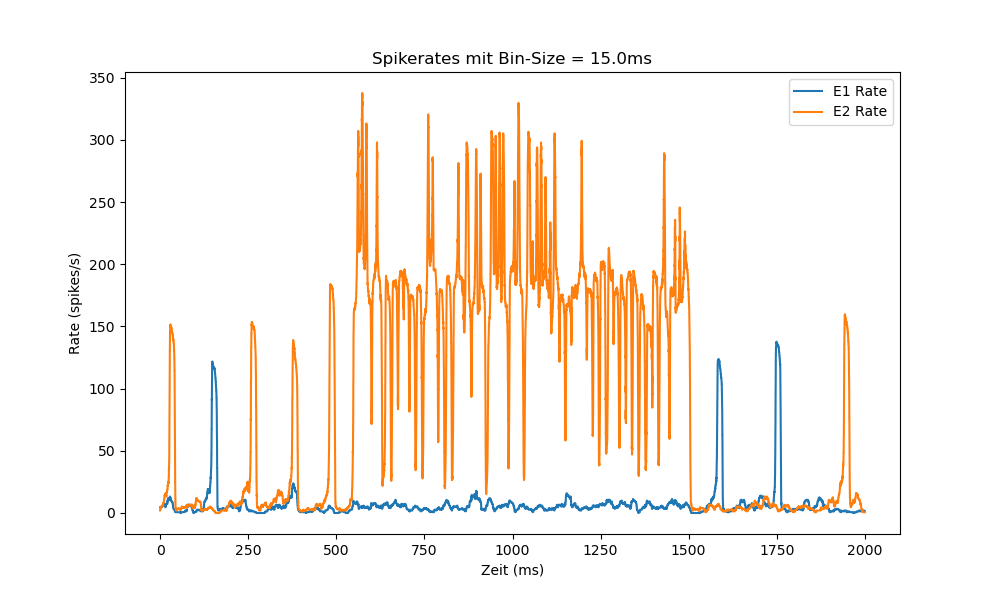 Spikerates mit Bin-Size = 15.0ms
E1 Rate
E2 Rate
350
300
250
200
150
100
50
0
Rate (spikes/s)
0 250 500 750 1000 1250 1500 1750 2000
Zeit (ms)